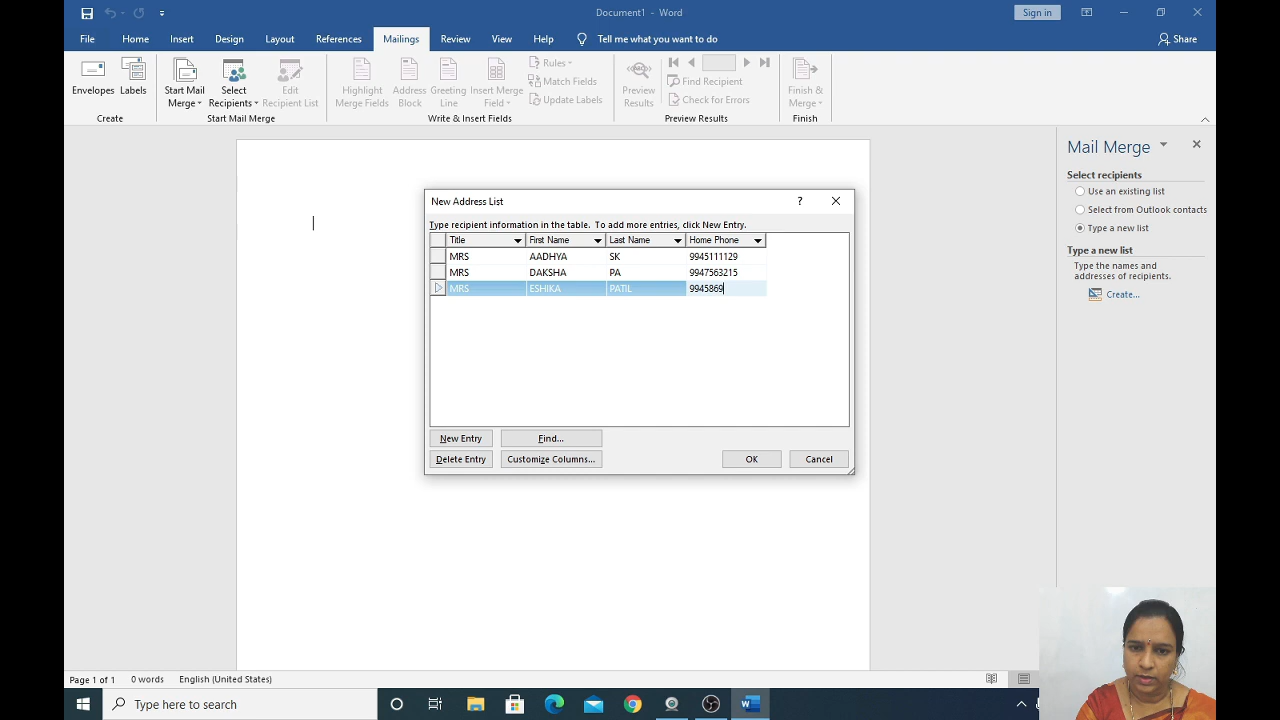 Document1 - Word
Sign in
File Home Insert Design Layout References Mailings Review View Help Tell me what you want to do
Share
Envelopes Labels
Create
Start Mail Merge
Select Recipients
Edit Recipient List
Start Mail Merge
Highlight Merge Fields
Address Block
Greeting Line
Insert Merge Field
Rules
Match Fields
Update Labels
Write & Insert Fields
Preview Results
Find Recipient
Check for Errors
Preview Results
Finish & Merge
Finish
New Address List
?
Type recipient information in the table. To add more entries, click New Entry.
Title First Name Last Name Home Phone
MRS AADHYA SK 9945111129
MRS DAKSHA PA 9947563215
MRS ESHIKA PATIL 9945869
New Entry Find...
Delete Entry Customize Columns... OK Cancel
Mail Merge
Select recipients
Use an existing list
Select from Outlook contacts
Type a new list
Type a new list
Type the names and
addresses of recipients.
Create...
Page 1 of 1 0 words English (United States)
Type here to search